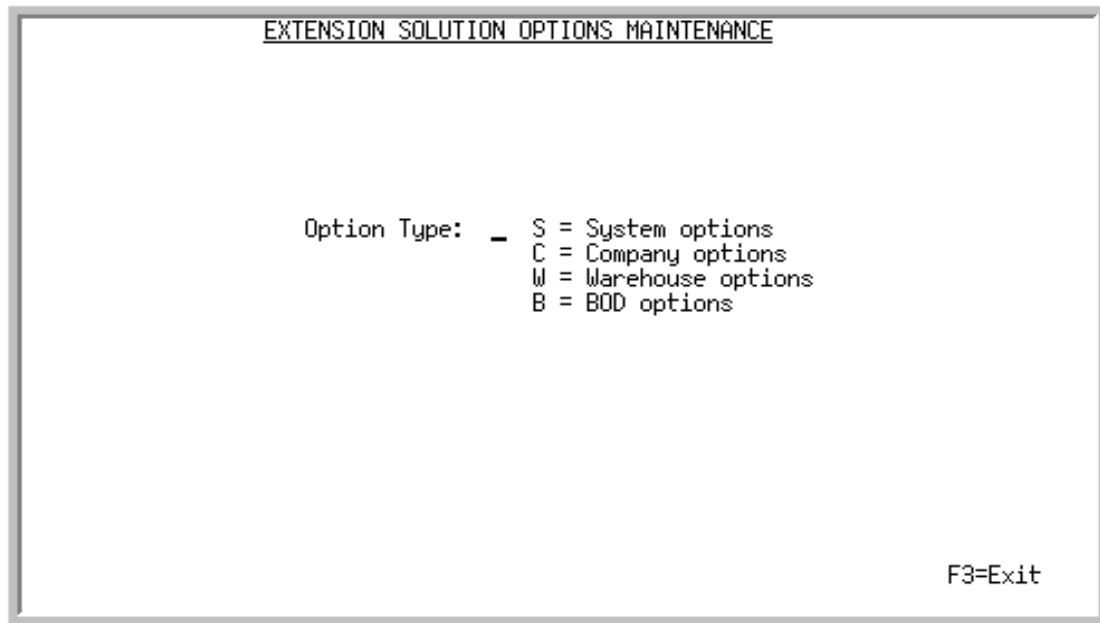 EXTENSION SOLUTION OPTIONS MAINTENANCE
Option Type: _ S = System options
C = Company options
W = Warehouse options
B = BOD options
F3=Exit